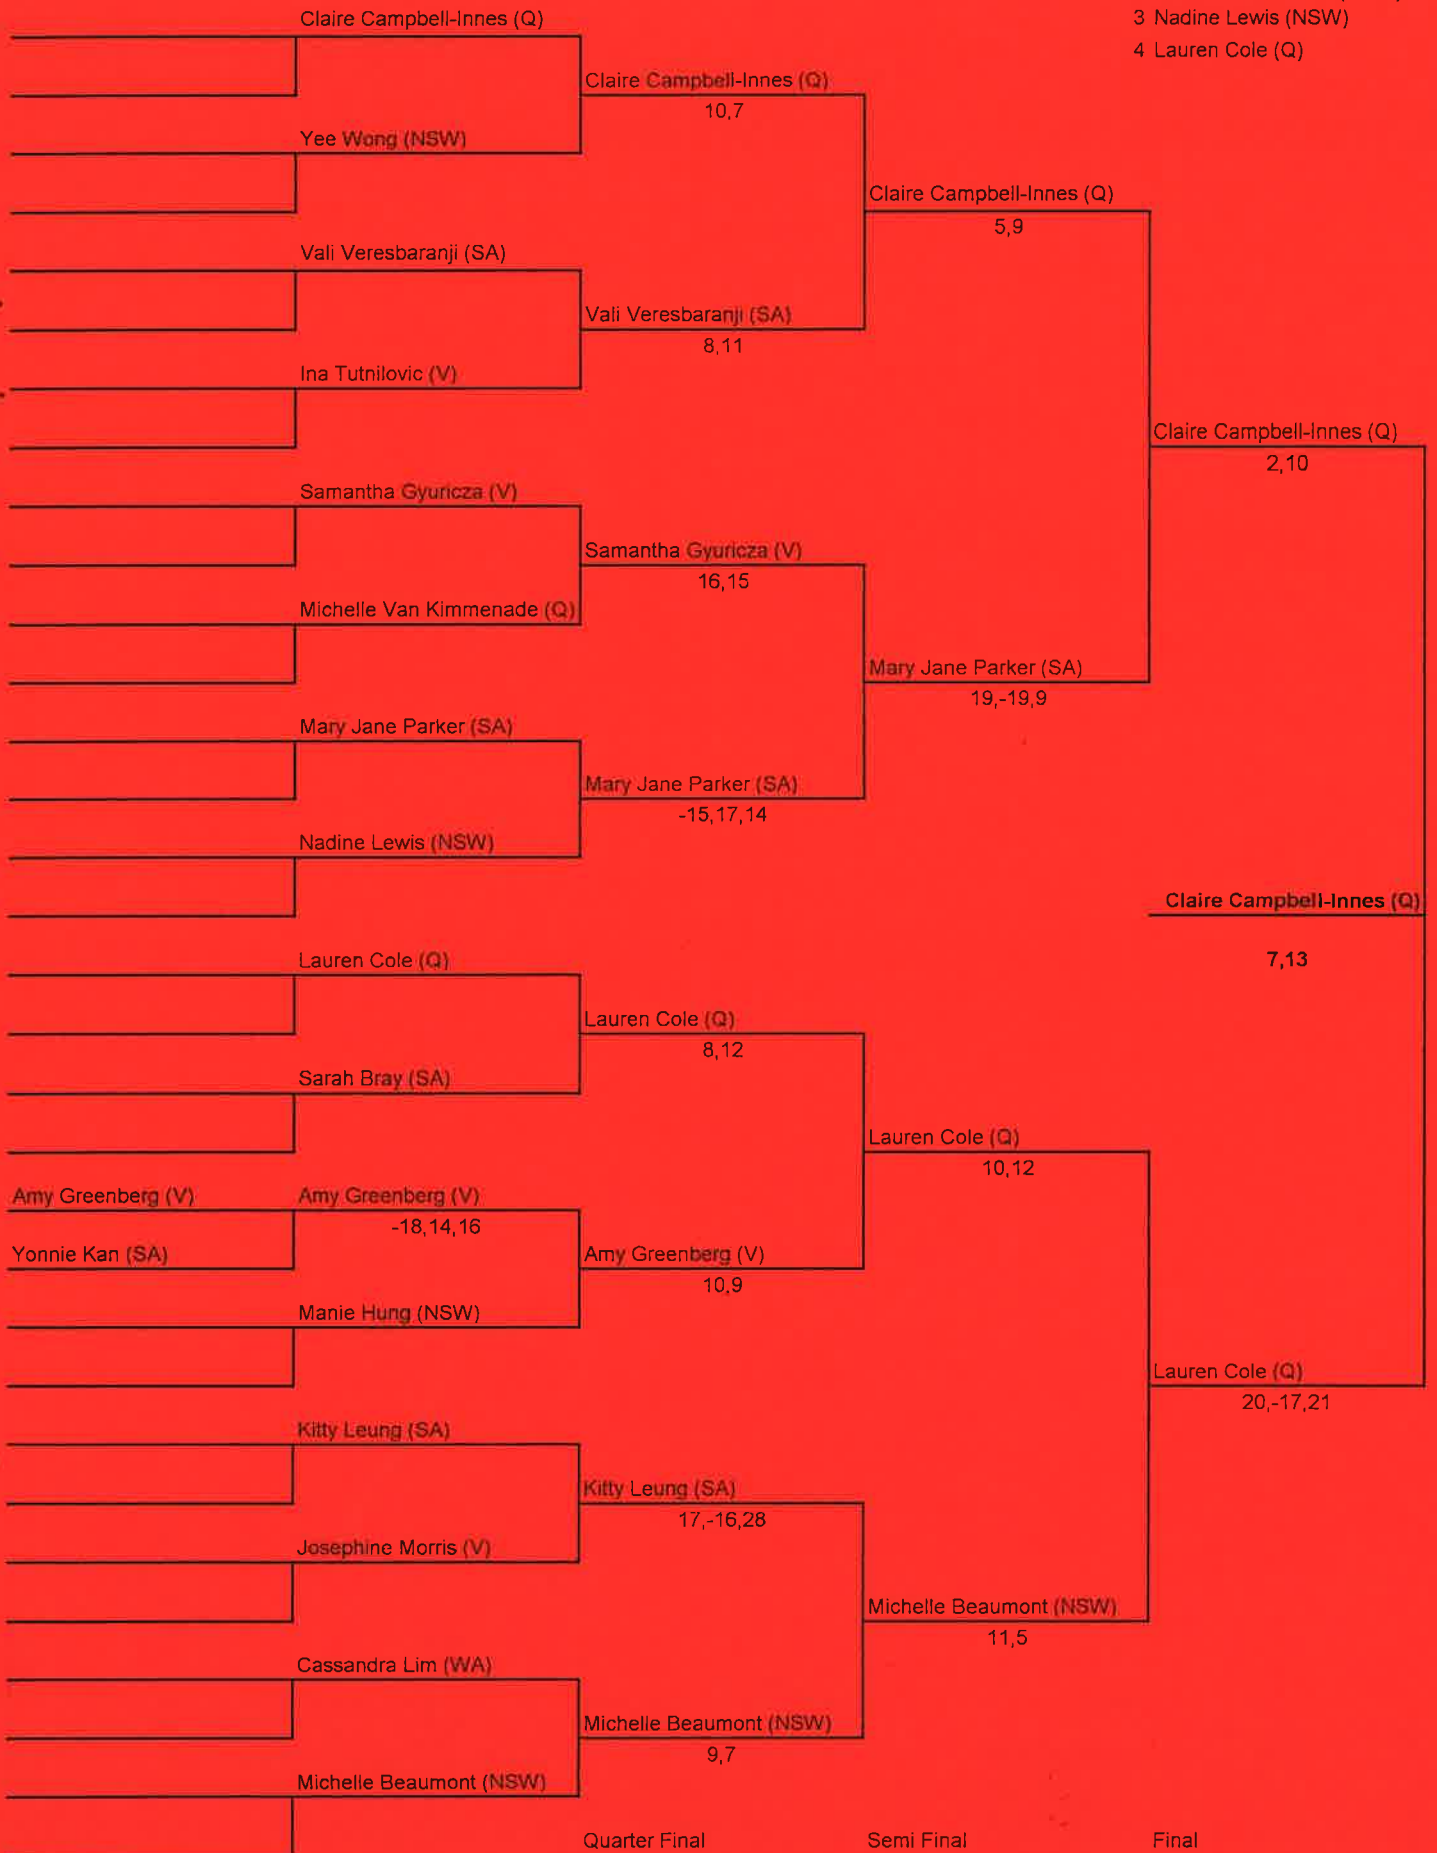 3 Nadine Lewis (NSW)
4 Lauren Cole (Q)
Claire Campbell-Innes (Q)
Claire Campbell-Innes (Q)
10,7
Yee Wong (NSW)
Claire Campbell-Innes (Q)
5,9
Vali Veresbaranji (SA)
Vali Veresbaranji (SA)
8,11
Ina Tutnilovic (V)
Claire Campbell-Innes (Q)
2,10
Samantha Gyuricza (V)
Samantha Gyuricza (V)
16,15
Michelle Van Kimmenade (Q)
Mary Jane Parker (SA)
19,-19,9
Mary Jane Parker (SA)
Mary Jane Parker (SA)
-15,17,14
Nadine Lewis (NSW)
Claire Campbell-Innes (Q)
7,13
Lauren Cole (Q)
Lauren Cole (Q)
8,12
Sarah Bray (SA)
Lauren Cole (Q)
10,12
Amy Greenberg (V)
Amy Greenberg (V)
-18,14,16
Yonnie Kan (SA)
Amy Greenberg (V)
10,9
Manie Hung (NSW)
Lauren Cole (Q)
20,-17,21
Kitty Leung (SA)
Kitty Leung (SA)
17,-16,28
Josephine Morris (V)
Michelle Beaumont (NSW)
11,5
Cassandra Lim (WA)
Michelle Beaumont (NSW)
9,7
Michelle Beaumont (NSW)
Quarter Final
Semi Final
Final